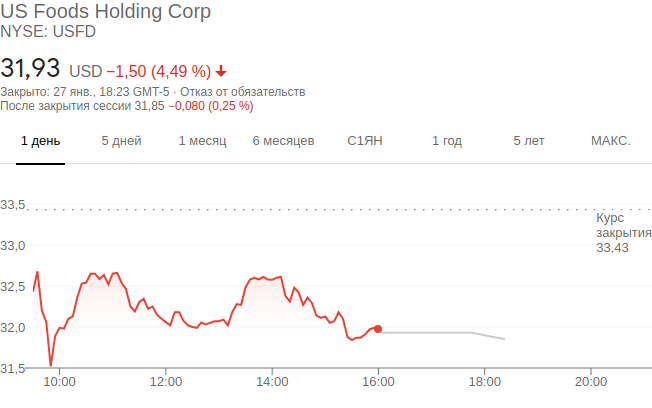 US Foods Holding Corp
NYSE: USFD
31,93 USD −1,50 (4,49 %)
Закрыто: 27 янв., 18:23 GMT-5 · Отказ от обязательств
После закрытия сессии 31,85 −0,080 (0,25 %)
1 день 5 дней 1 месяц 6 месяцев С1ЯН 1 год 5 лет МАКС.
33,5
Курс
закрытия
33,43
33,0
32,5
32,0
31,5
10:00 12:00 14:00 16:00 18:00 20:00